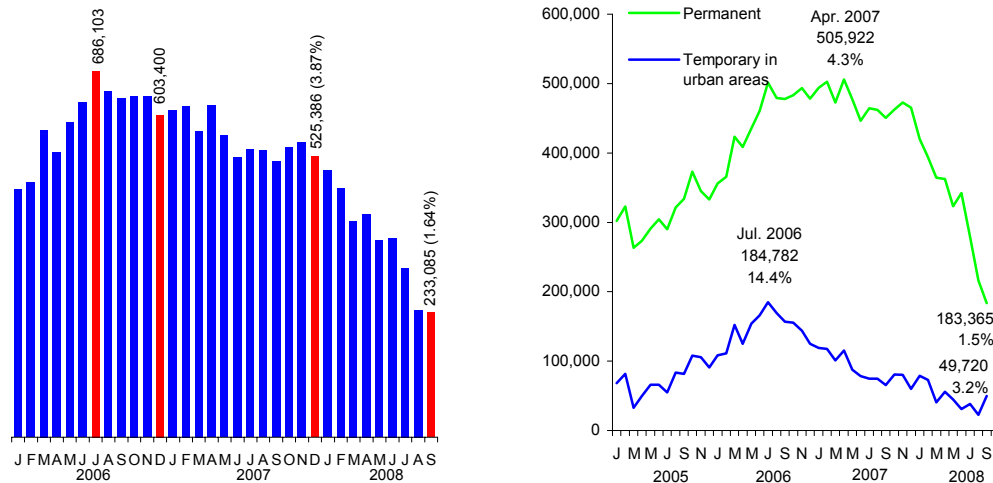 686,103
603,400
525,386 (3.87%)
233,085 (1.64%)
J F M A M J J A S O N D J F M A M J J A S O N D J F M A M J J A S
2006 2007 2008
600,000
500,000
400,000
300,000
200,000
100,000
0
Permanent
Temporary in
urban areas
Apr. 2007
505,922
4.3%
Jul. 2006
184,782
14.4%
183,365
1.5%
49,720
3.2%
J M M J S N J M M J S N J M M J S N J M M J S
2005 2006 2007 2008